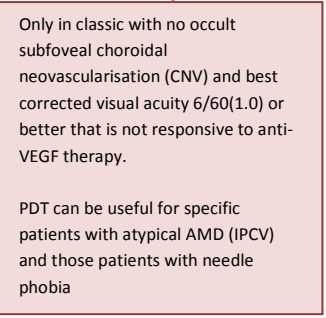 Only in classic with no occult
subfoveal choroidal
neovascularisation (CNV) and best
corrected visual acuity 6/60(1.0) or
better that is not responsive to anti-
VEGF therapy.
PDT can be useful for specific
patients with atypical AMD (IPCV)
and those patients with needle
phobia